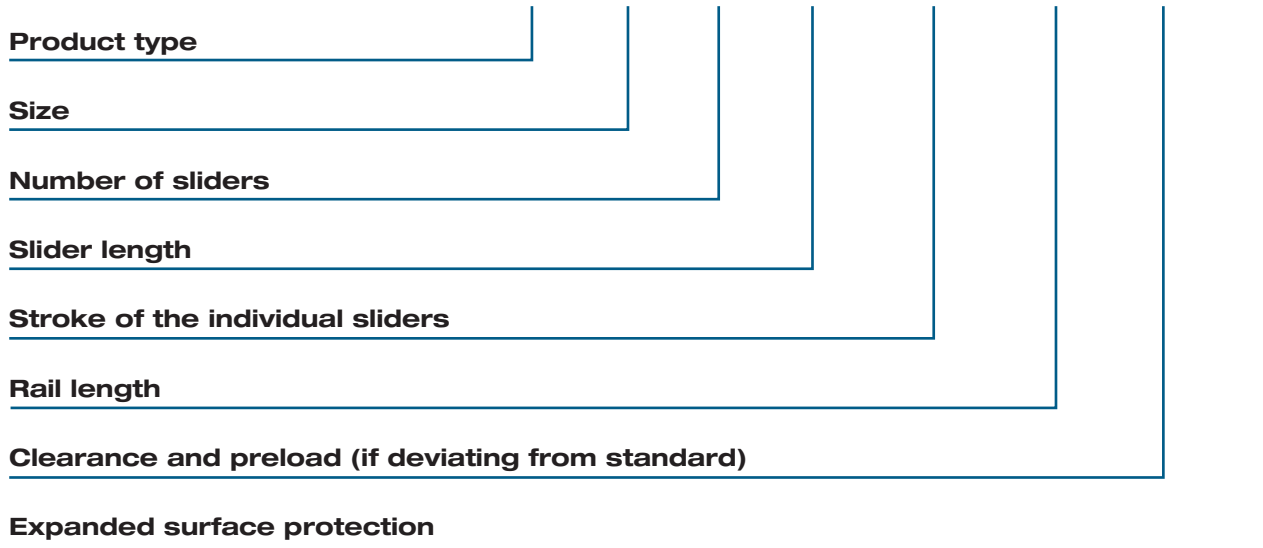 Product type
Size
Number of sliders
Slider length
Stroke of the individual sliders
Rail length
Clearance and preload (if deviating from standard)
Expanded surface protection